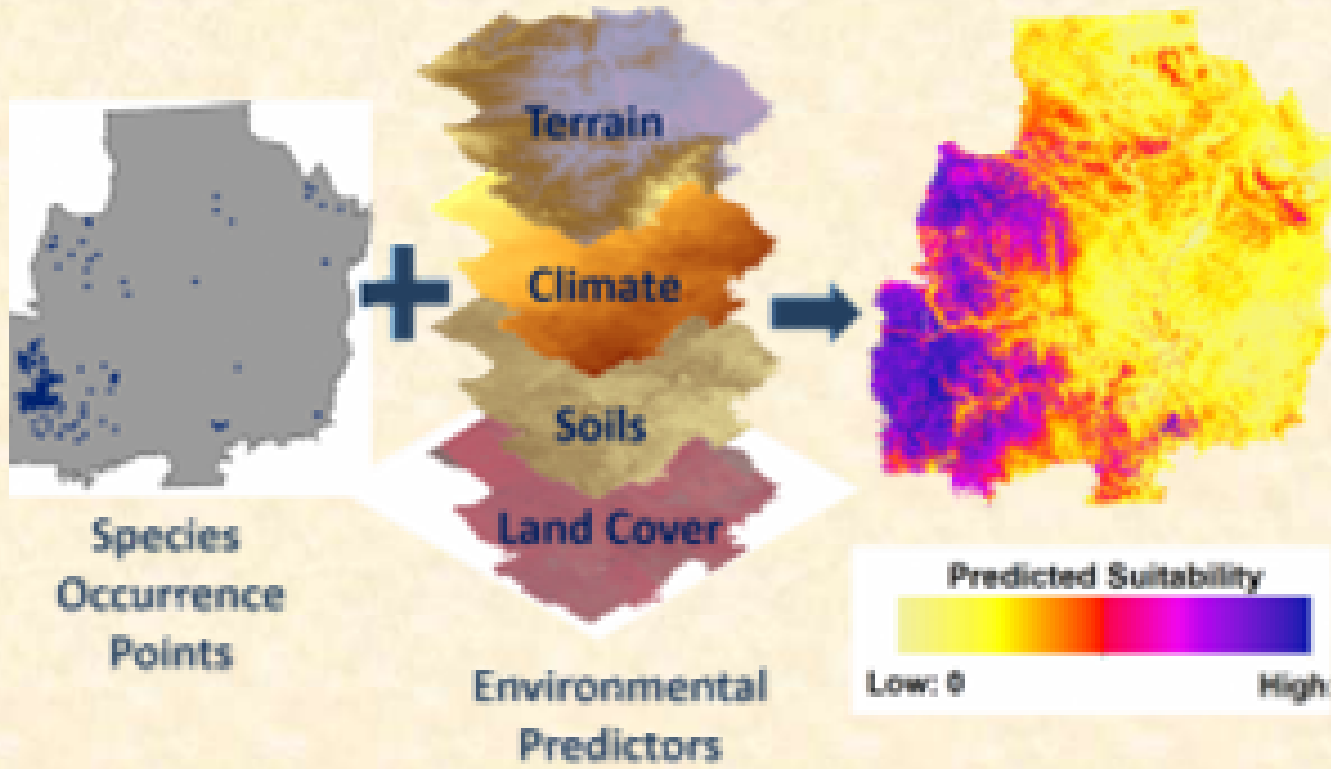 Terrain
Climate
Soils
Land Cover
Species
Occurrence
Points
Environmental
Predictors
Predicted Suitability
Low: 0
High: